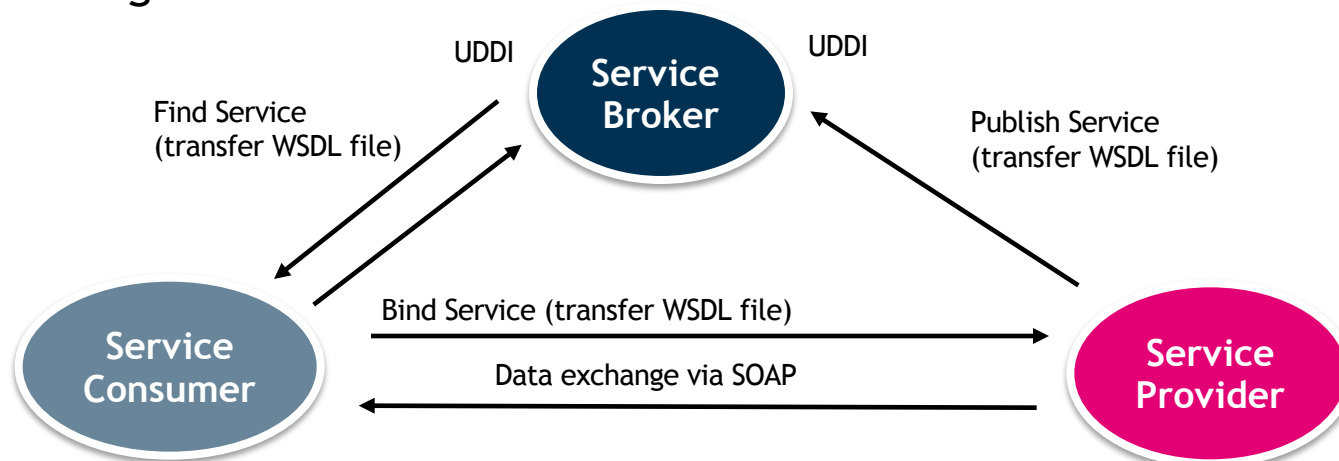 UDDI
Service
Broker
UDDI
Find Service
(transfer WSDL file)
Publish Service
(transfer WSDL file)
Bind Service (transfer WSDL file)
Service
Consumer
Data exchange via SOAP
Service
Provider